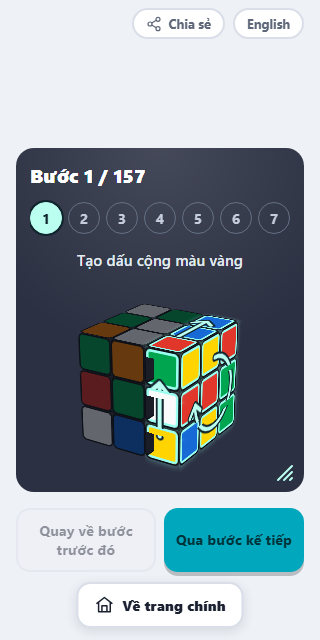 Chia sẻ
English
Bước 1 / 157
1 2 3 4 5 6 7
Tạo dấu cộng màu vàng
Quay về bước
trước đó
Qua bước kế tiếp
Về trang chính